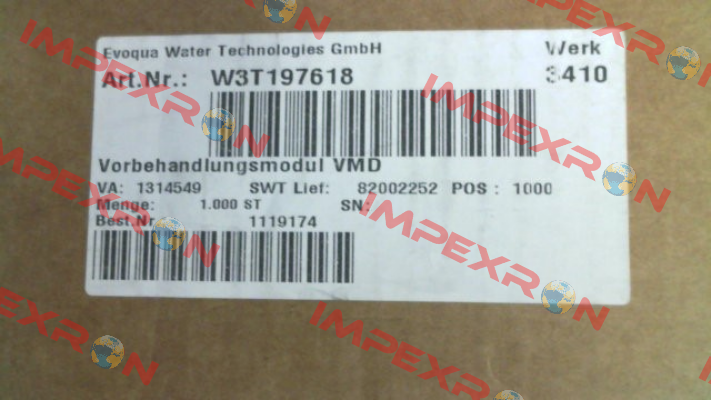 Evoqua Water Technologies GmbH Werk
Art.Nr.: W3T197618 3410
Vorbehandlungsmodul VMD
VA: 1314549 SWT Lief: 82002252 POS : 1000
Menge: 1.000 ST SN:
Best.Nr 1119174
IMPEXRON
IMPEXRON
IMPEXRON
IMPEXRON
IMPEXRON
IMPEXRON